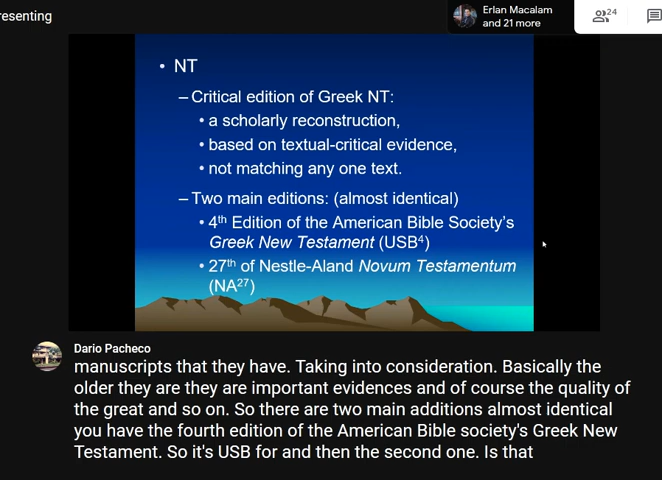 resenting
Erlan Macalam
and 21 more
24
• NT
– Critical edition of Greek NT:
• a scholarly reconstruction,
• based on textual-critical evidence,
• not matching any one text.
– Two main editions: (almost identical)
• 4th Edition of the American Bible Society's
Greek New Testament (USB4)
• 27th of Nestle-Aland Novum Testamentum
(NA27)
Dario Pacheco
manuscripts that they have. Taking into consideration. Basically the
older they are they are important evidences and of course the quality of
the great and so on. So there are two main additions almost identical
you have the fourth edition of the American Bible society's Greek New
Testament. So it's USB for and then the second one. Is that